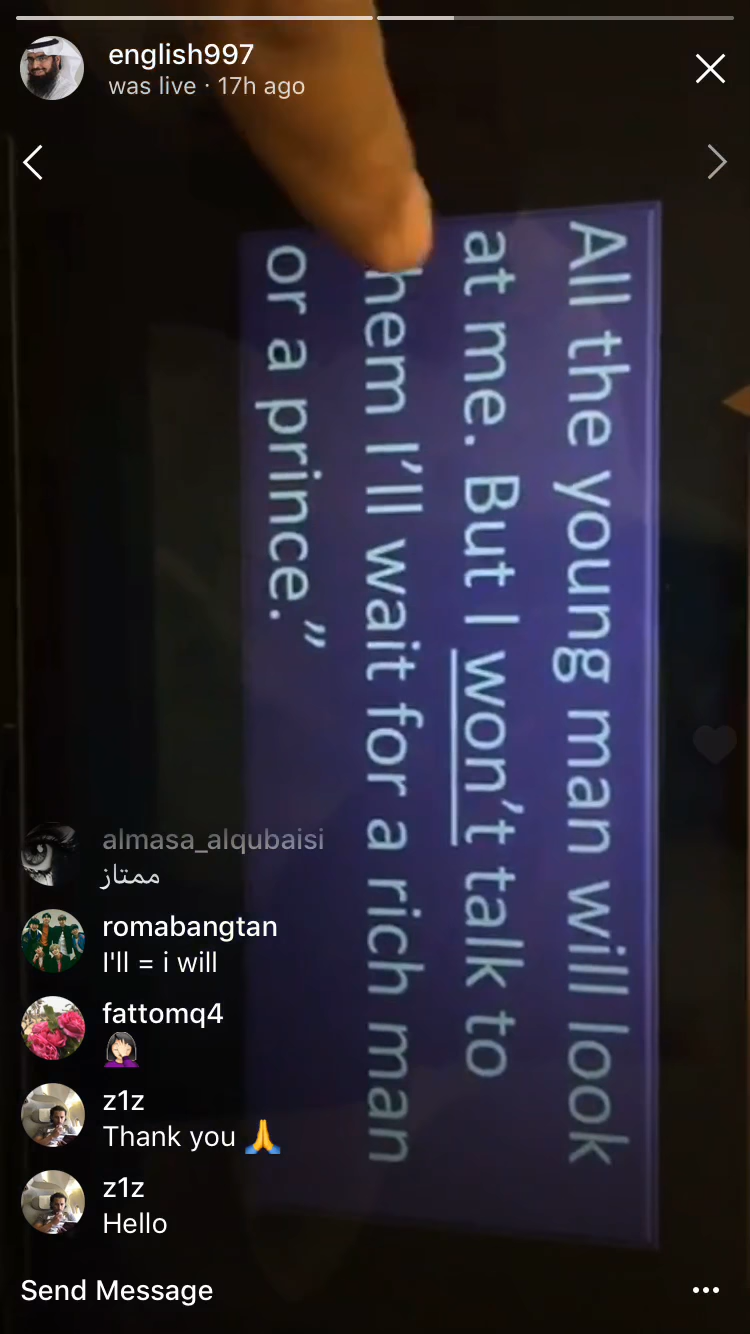 english997
was live · 17h ago
All the young man will look
at me. But I won't talk to
hem I'll wait for a rich man
or a prince.”
almasa_alqubaisi
ممتاز
romabangtan
I'll = i will
fattomq4
z1z
Thank you 🙏
z1z
Hello
Send Message